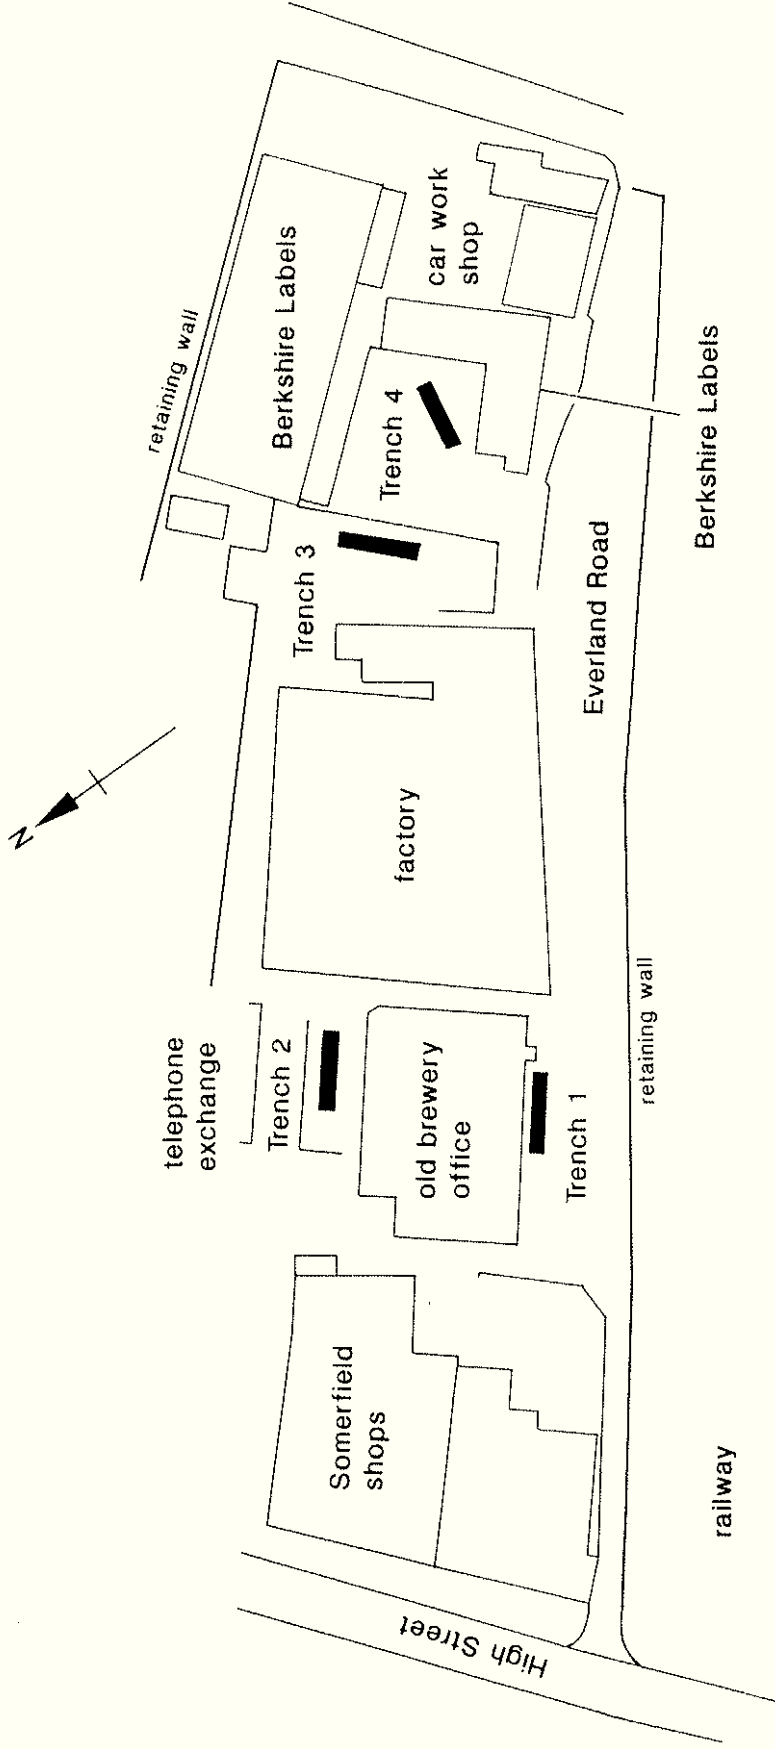 retaining wall
Berkshire Labels
car work
shop
Trench 4
Berkshire Labels
Trench 3
Everland Road
N
factory
telephone
exchange
Trench 2
old brewery
office
Trench 1
retaining wall
Somerfield
shops
railway
High Street